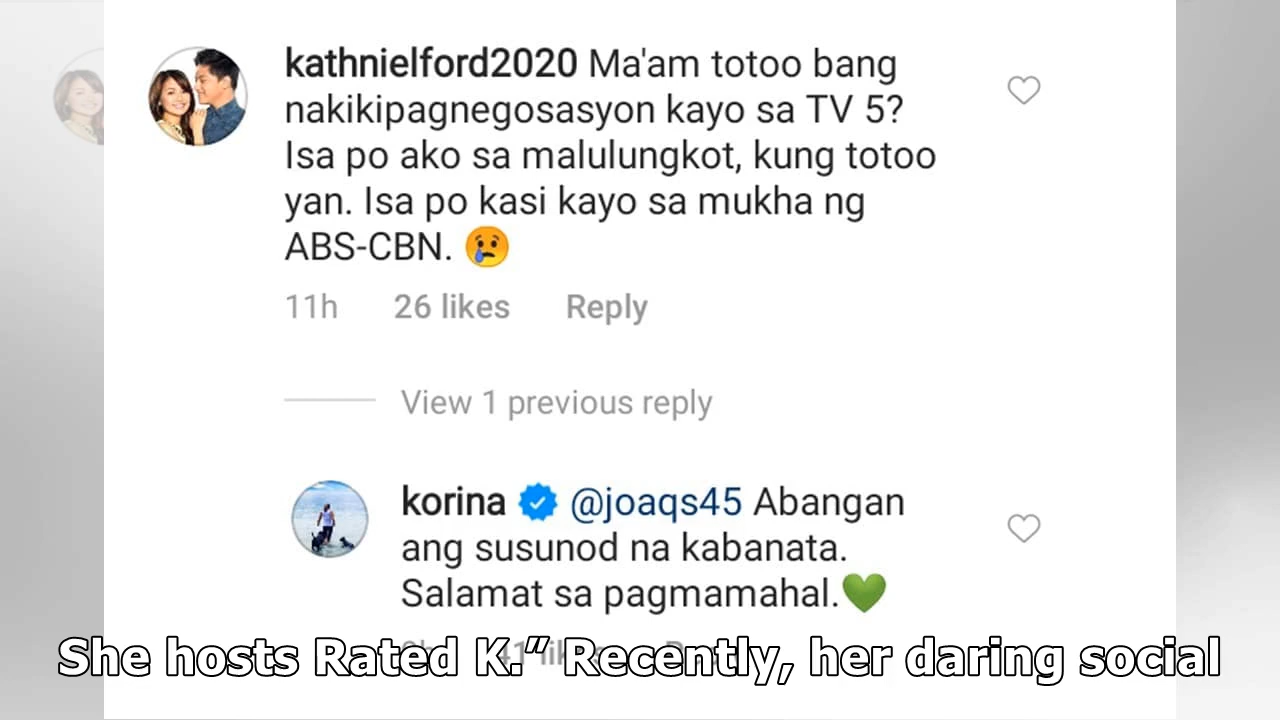 kathnielford2020 Ma'am totoo bang
nakikipagnegosasyon kayo sa TV 5?
Isa po ako sa malulungkot, kung totoo
yan. Isa po kasi kayo sa mukha ng
ABS-CBN. 😢
11h 26 likes Reply
View 1 previous reply
korina @joaqs45 Abangan
ang susunod na kabanata.
Salamat sa pagmamahal.💚
She hosts Rated K.” Recently, her daring social